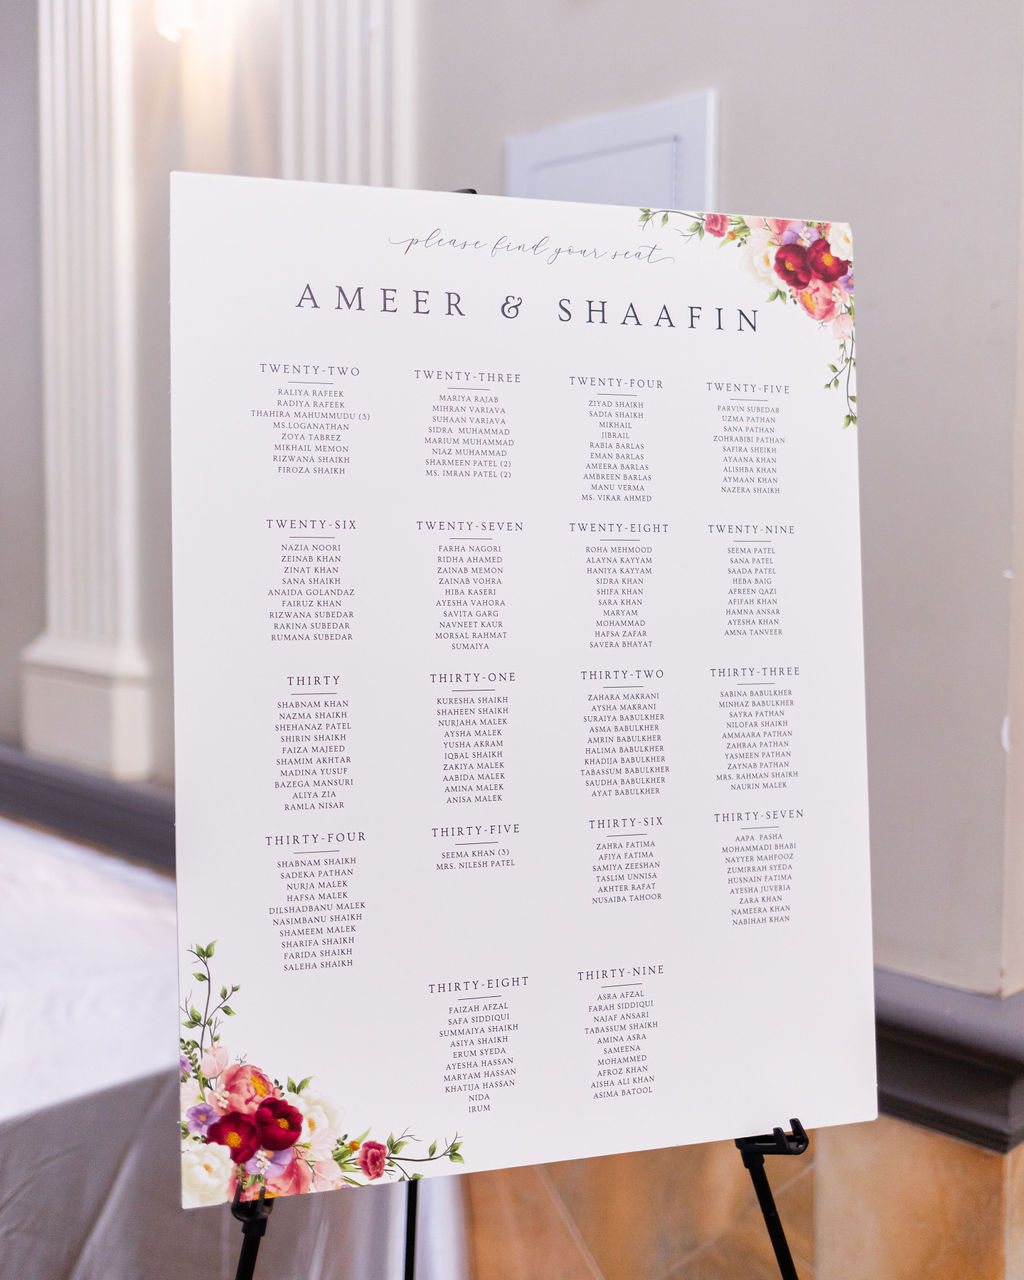 please find your seat
AMEER & SHAAFIN
TWENTY-TWO
RALIYA RAFEEK
RADIYA RAFEEK
THAHIRA MAHUMMUDU (3)
MS.LOGANATHAN
ZOYA TABREZ
MIKHAIL MEMON
RIZWANA SHAIKH
FIROZA SHAIKH
TWENTY-THREE
MARIYA RAJAB
MIHRAN VARIAVA
SUHAAN VARIAVA
SIDRA MUHAMMAD
MARIUM MUHAMMAD
NIAZ MUHAMMAD
SHARMEEN PATEL (2)
MS. IMRAN PATEL (2)
TWENTY-FOUR
ZIYAD SHAIKH
SADIA SHAIKH
MIKHAIL
JIBRAIL
RABIA BARLAS
EMAN BARLAS
AMEERA BARLAS
AMBREEN BARLAS
MANU VERMA
MS. VIKAR AHMED
TWENTY-FIVE
PARVIN SUBEDAR
UZMA PATHAN
SANA PATHAN
ZOHRABIBI PATHAN
SAFIRA SHEIKH
AYAANA KHAN
ALISHBA KHAN
AYMAAN KHAN
NAZERA SHAIKH
TWENTY-SIX
NAZIA NOORI
ZEINAB KHAN
ZINAT KHAN
SANA SHAIKH
ANAIDA GOLANDAZ
FAIRUZ KHAN
RIZWANA SUBEDAR
RAKINA SUBEDAR
RUMANA SUBEDAR
TWENTY-SEVEN
FARHA NAGORI
RIDHA AHAMED
ZAINAB MEMON
ZAINAB VOHRA
HIBA KASERI
AYESHA VAHORA
SAVITA GARG
NAVNEET KAUR
MORSAL RAHMAT
SUMAIYA
TWENTY-EIGHT
ROHA MEHMOOD
ALAYNA KAYYAM
HANIYA KAYYAM
SIDRA KHAN
SHIFA KHAN
SARA KHAN
MARYAM
MOHAMMAD
HAFSA ZAFAR
SAVERA BHAYAT
TWENTY-NINE
SEEMA PATEL
SANA PATEL
SAADA PATEL
HEBA BAIG
AFREEN QAZI
AFIFAH KHAN
HAMNA ANSAR
AYESHA KHAN
AMNA TANVEER
THIRTY
SHABNAM KHAN
NAZMA SHAIKH
SHEHANAZ PATEL
SHIRIN SHAIKH
FAIZA MAJEED
SHAMIM AKHTAR
MADINA YUSUF
BAZEGA MANSURI
ALIYA ZIA
RAMLA NISAR
THIRTY-ONE
KURESHA SHAIKH
SHAHEEN SHAIKH
NURJAHA MALEK
AYSHA MALEK
YUSHA AKRAM
IQBAL SHAIKH
ZAKIYA MALEK
AABIDA MALEK
AMINA MALEK
ANISA MALEK
THIRTY-TWO
ZAHARA MAKRANI
AYSHA MAKRANI
SURAIYA BABULKHER
ASMA BABULKHER
AMRIN BABULKHER
HALIMA BABULKHER
KHADIJA BABULKHER
TABASSUM BABULKHER
SAUDHA BABULKHER
AYAT BABULKHER
THIRTY-THREE
SABINA BABULKHER
MINHAZ BABULKHER
SAYRA PATHAN
NILOFAR SHAIKH
AMMAARA PATHAN
ZAHRAA PATHAN
YASMEEN PATHAN
ZAYNAB PATHAN
MRS. RAHMAN SHAIKH
NAURIN MALEK
THIRTY-FOUR
SHABNAM SHAIKH
SADEKA PATHAN
NURJA MALEK
HAFSA MALEK
DILSHADBANU MALEK
NASIMBANU SHAIKH
SHAMEEM MALEK
SHARIFA SHAIKH
FARIDA SHAIKH
SALEHA SHAIKH
THIRTY-FIVE
SEEMA KHAN (3)
MRS. NILESH PATEL
THIRTY-SIX
ZAHRA FATIMA
AFIYA FATIMA
SAMIYA ZEESHAN
TASLIM UNNISA
AKHTER RAFAT
NUSAIBA TAHOOR
THIRTY-SEVEN
AAPA PASHA
MOHAMMADI BHABI
NAYYER MAHFOOZ
ZUMIRRAH SYEDA
HUSNAIN FATIMA
AYESHA JUVERIA
ZARA KHAN
NAMEERA KHAN
NABIHAH KHAN
THIRTY-EIGHT
FAIZAH AFZAL
SAFA SIDDIQUI
SUMMAIYA SHAIKH
ASIYA SHAIKH
ERUM SYEDA
AYESHA HASSAN
MARYAM HASSAN
KHATIJA HASSAN
NIDA
IRUM
THIRTY-NINE
ASRA AFZAL
FARAH SIDDIQUI
NAJAF ANSARI
TABASSUM SHAIKH
AMINA ASRA
SAMEENA
MOHAMMED
AFROZ KHAN
AISHA ALI KHAN
ASIMA BATOOL